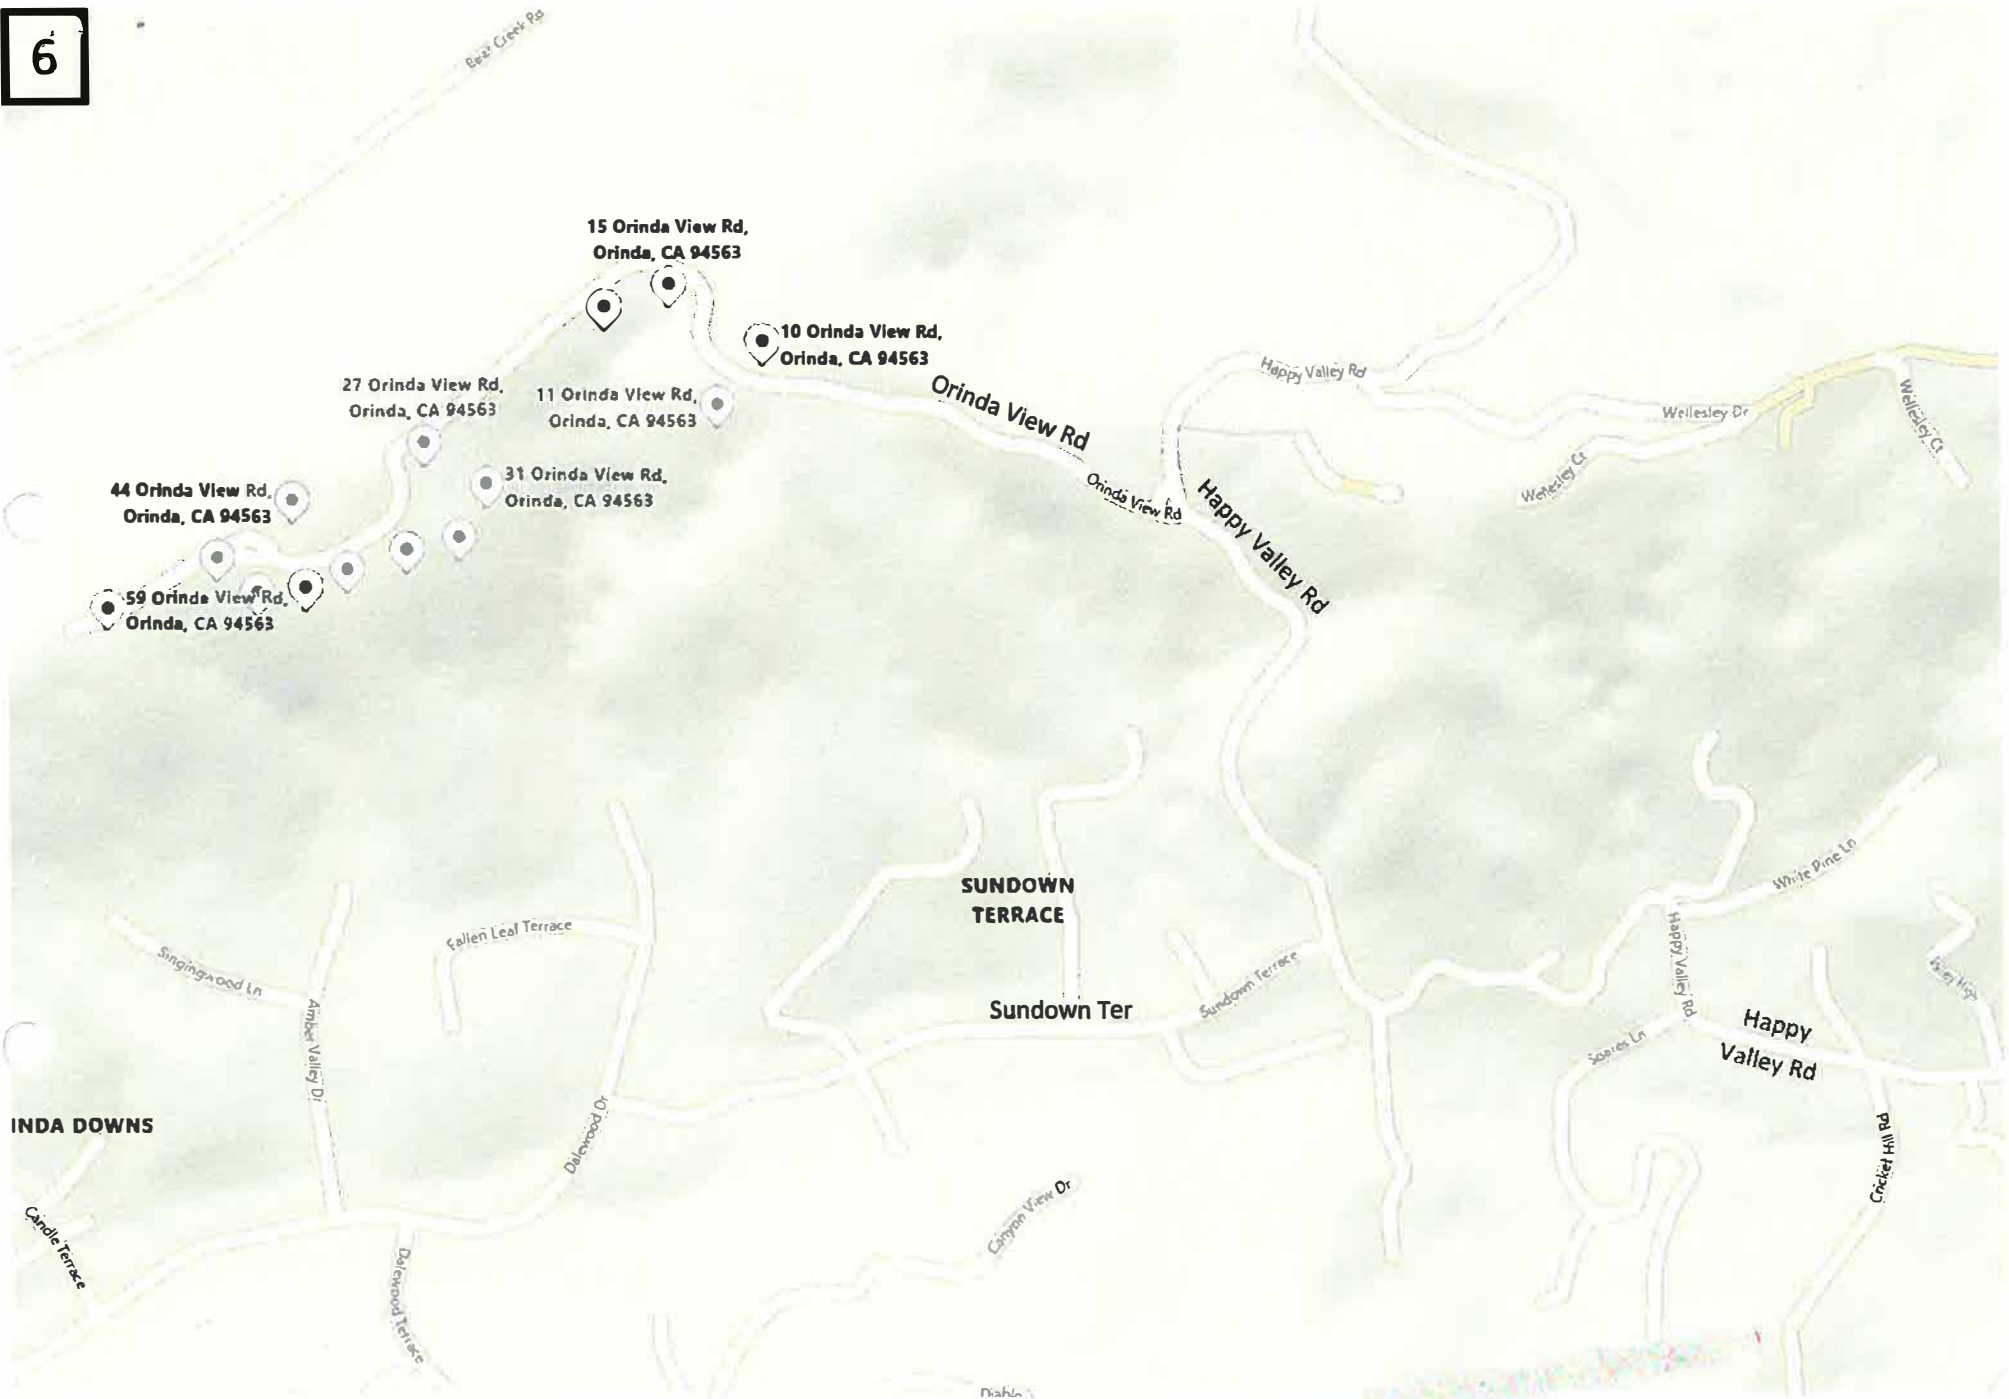 6
Bear Creek Rd
15 Orinda View Rd,
Orinda, CA 94563
10 Orinda View Rd,
Orinda, CA 94563
27 Orinda View Rd,
Orinda, CA 94563
11 Orinda View Rd,
Orinda, CA 94563
Orinda View Rd
Happy Valley Rd
Wellesley Dr
Wellesley Ct
Wellesley Ct
44 Orinda View Rd,
Orinda, CA 94563
31 Orinda View Rd,
Orinda, CA 94563
Orinda View Rd
Happy Valley Rd
59 Orinda View Rd,
Orinda, CA 94563
SUNDOWN
TERRACE
White Pine Ln
Fallen Leaf Terrace
Singingwood Ln
Amber Valley Dr
Sundown Ter
Sundown Terrace
Happy Valley Rd
Happy
Valley Rd
Soares Ln
INDA DOWNS
Dalewood Dr
Cricket Hill Rd
Canyon View Dr
Candle Terrace
Dalewood Terrace
Diablo